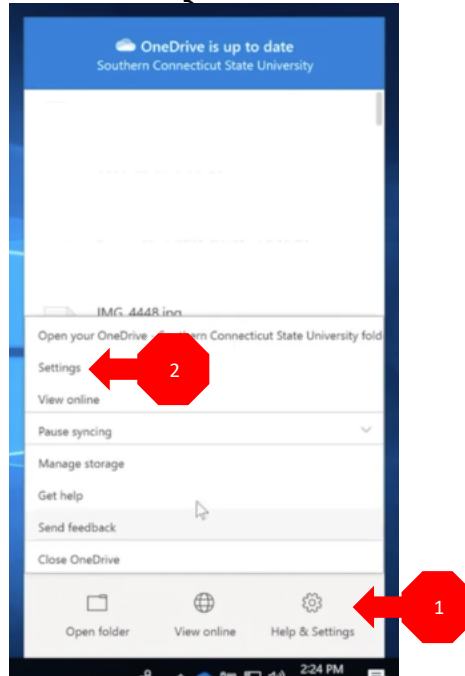 OneDrive is up to date
Southern Connecticut State University
IMG_4448.jpg
Open your OneDrive - Southern Connecticut State University fold
Settings
2
View online
Pause syncing
Manage storage
Get help
Send feedback
Close OneDrive
1
Open folder View online Help & Settings
2:24 PM